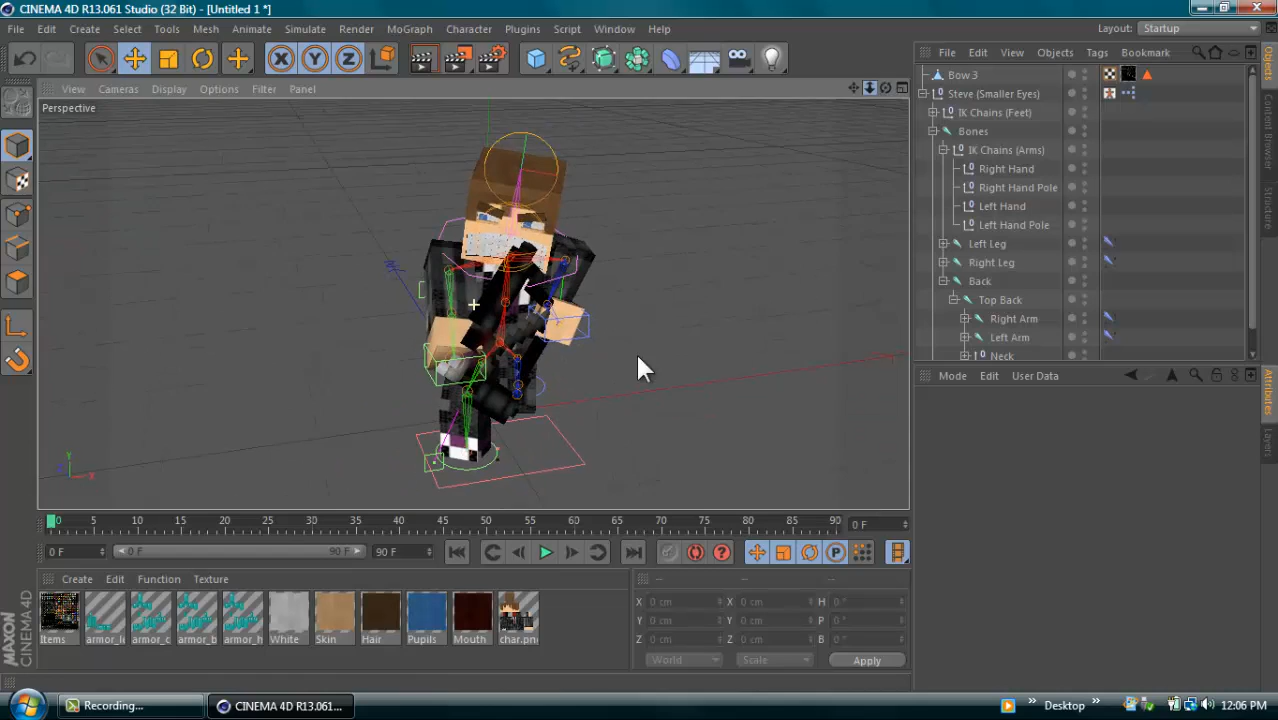 CINEMA 4D R13.061 Studio (32 Bit) - [Untitled 1 *]
File Edit Create Select Tools Mesh Animate Simulate Render MoGraph Character Plugins Script Window Help
Layout: Startup
View Cameras Display Options Filter Panel
File Edit View Objects Tags Bookmark
Perspective
Bow 3
Steve (Smaller Eyes)
IK Chains (Feet)
Bones
IK Chains (Arms)
Right Hand
Right Hand Pole
Left Hand
Left Hand Pole
Left Leg
Right Leg
Back
Top Back
Right Arm
Left Arm
Neck
Objects
Content Browser
Structure
Mode Edit User Data
Attributes
Layers
Y
Z X
0 5 10 15 20 25 30 35 40 45 50 55 60 65 70 75 80 85 90 0 F
0 F 0 F 90 F 90 F
Create Edit Function Texture
-- -- --
Items armor_l armor_c armor_b armor_h White Skin Hair Pupils Mouth char.pn
X 0 cm X 0 cm H 0 °
Y 0 cm Y 0 cm P 0 °
Z 0 cm Z 0 cm B 0 °
World Scale Apply
MAXON CINEMA 4D
Recording... CINEMA 4D R13.061... Desktop 12:06 PM